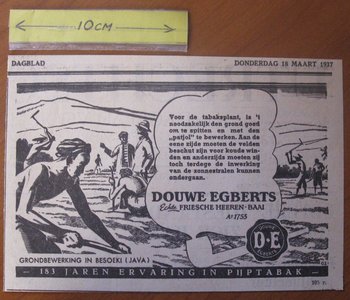 10CM
DAGBLAD
DONDERDAG 18 MAART 1937
Voor de tabaksplant, is 't
noodzakelijk den grond goed
om te spitten en met den
"patjol" te bewerken. Aan de
eene zijde moeten de velden
beschut zijn voor koude win-
den en anderzijds moeten zij
toch terdege de inwerking
van de zonnestralen kunnen
ondergaan.
DOUWE EGBERTS
Echte FRIESCHE HEEREN-BAAI
Ao 1753
D·E
GRONDBEWERKING IN BESOEKI (JAVA)
183 JAREN ERVARING IN PIJPTABAK